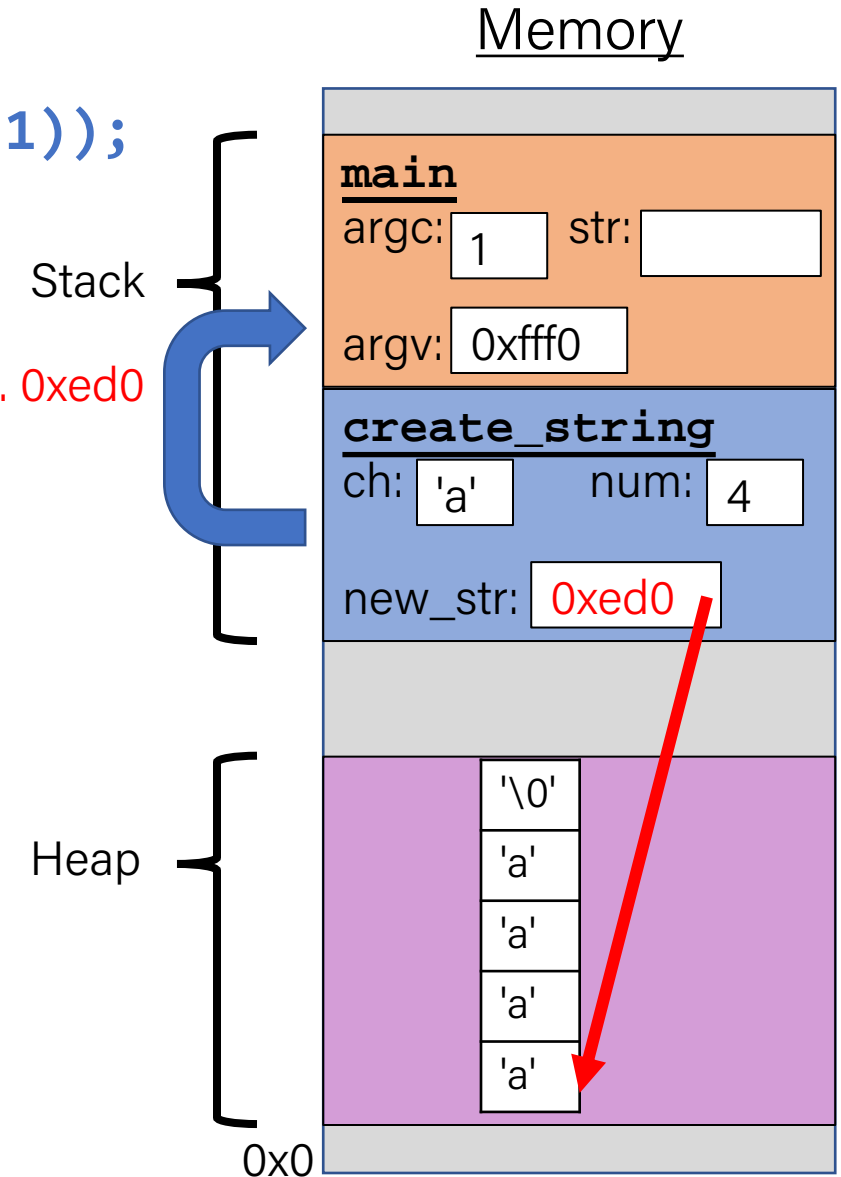 Memory
1));
main
argc: 1 str:
Stack
argv: 0xfff0
. 0xed0
create_string
ch: 'a' num: 4
new_str: 0xed0
'\0'
Heap
'a'
'a'
'a'
'a'
0x0